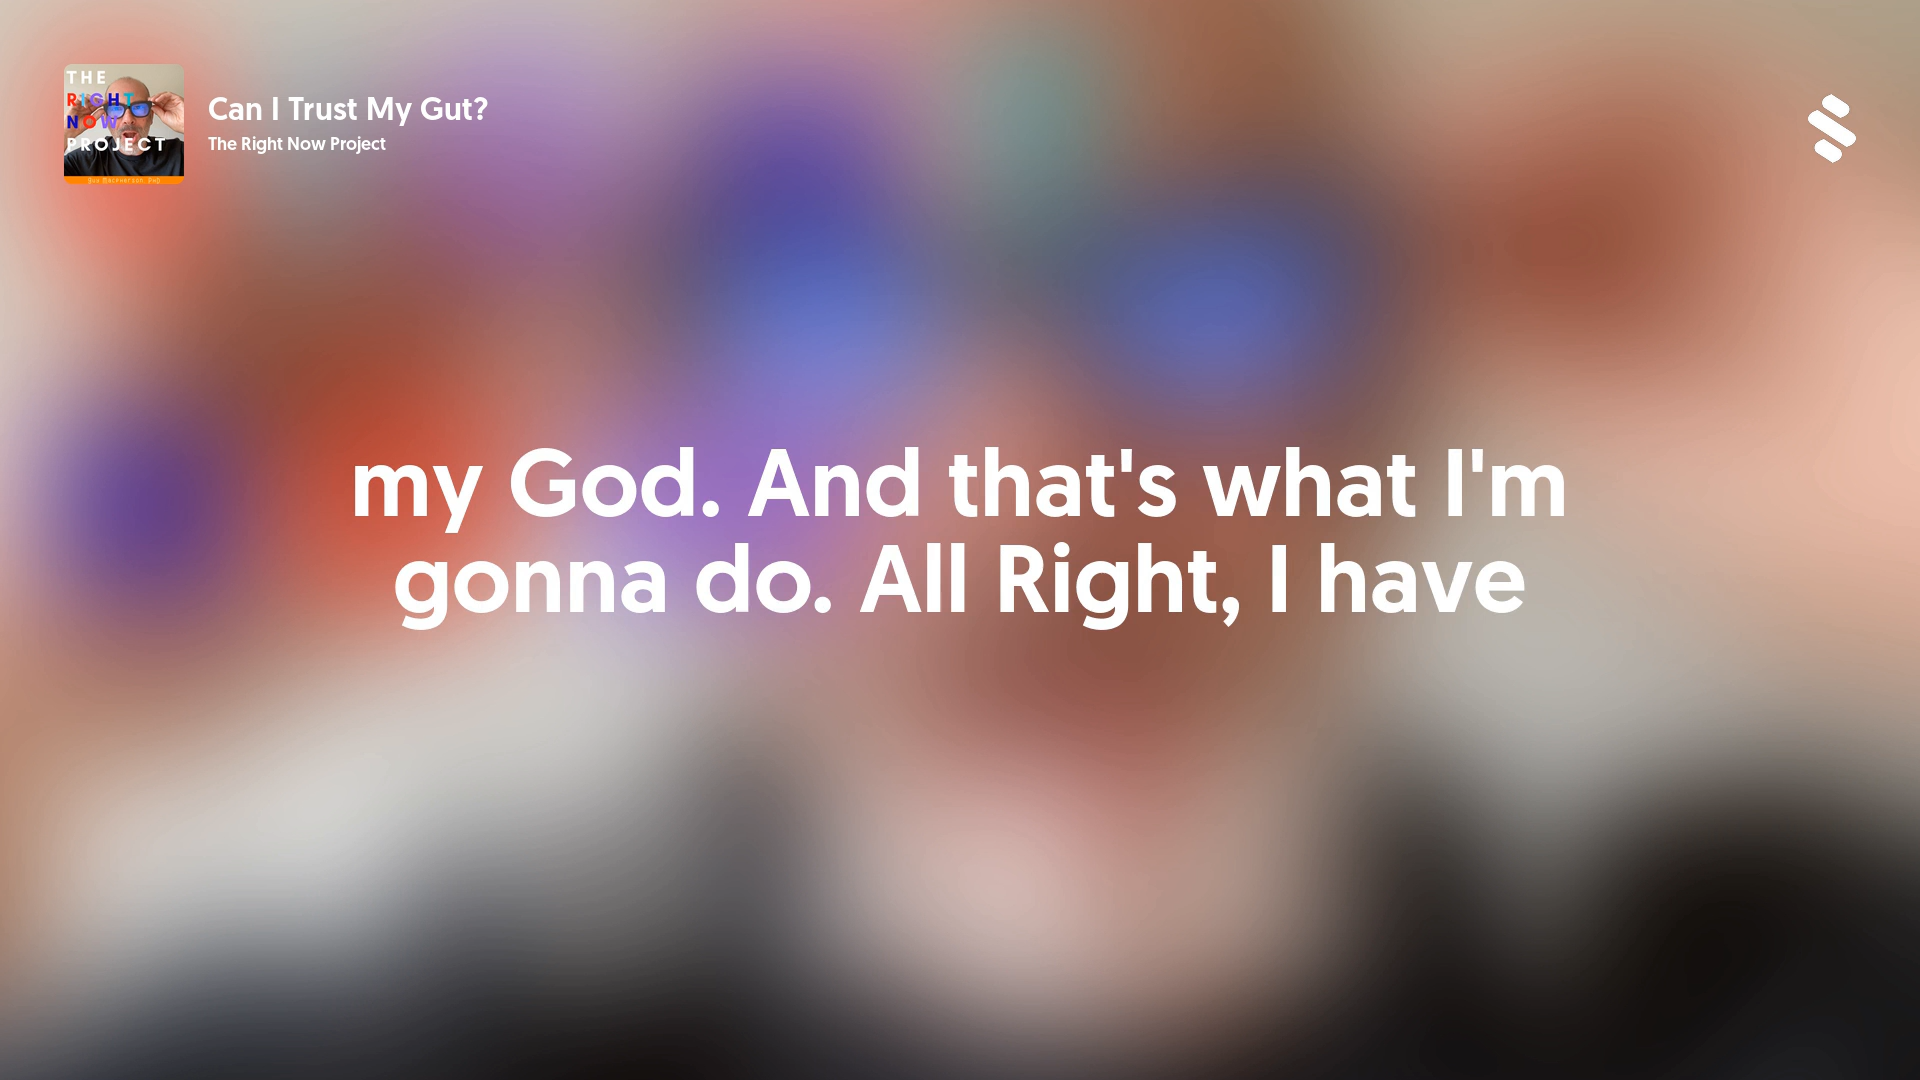 THE
RIGHT
NOW
PROJECT
Can I Trust My Gut?
The Right Now Project
my God. And that's what I'm
gonna do. All Right, I have